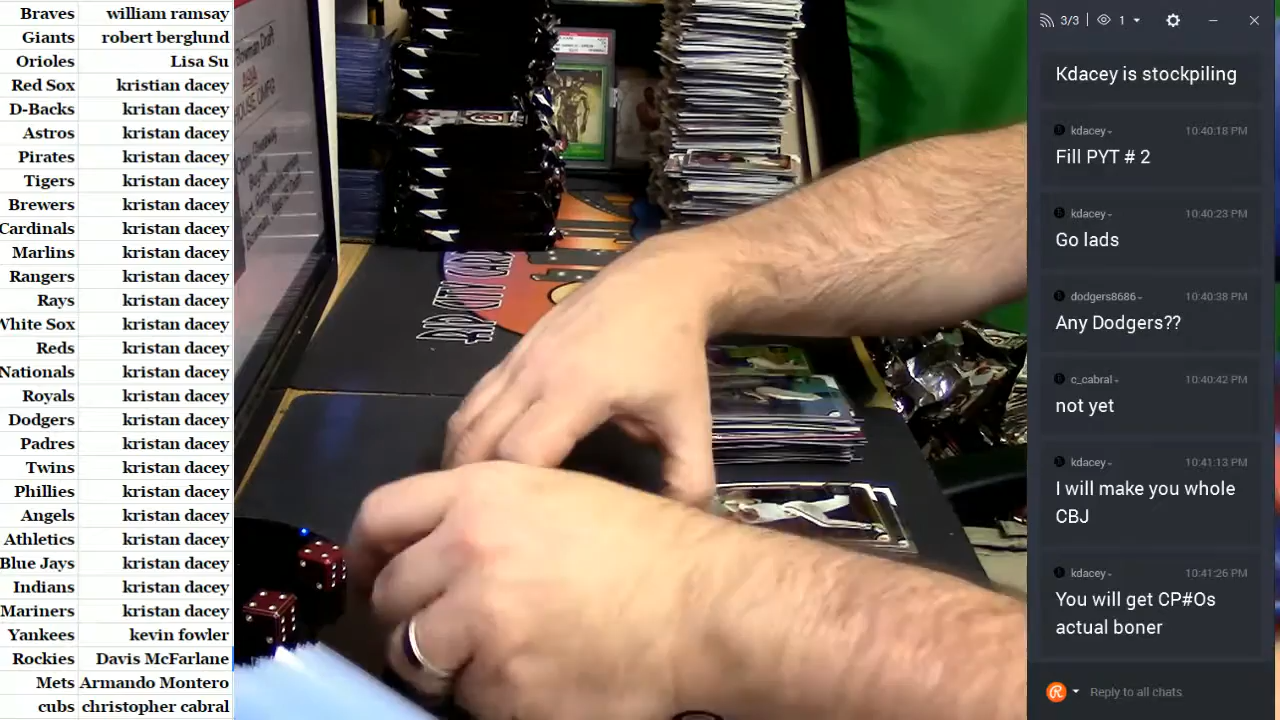 Braves william ramsay
Giants robert berglund
Orioles Lisa Su
Red Sox kristian dacey
D-Backs kristan dacey
Astros kristan dacey
Pirates kristan dacey
Tigers kristan dacey
Brewers kristan dacey
Cardinals kristan dacey
Marlins kristan dacey
Rangers kristan dacey
Rays kristan dacey
White Sox kristan dacey
Reds kristan dacey
Nationals kristan dacey
Royals kristan dacey
Dodgers kristan dacey
Padres kristan dacey
Twins kristan dacey
Phillies kristan dacey
Angels kristan dacey
Athletics kristan dacey
Blue Jays kristan dacey
Indians kristan dacey
Mariners kristan dacey
Yankees kevin fowler
Rockies Davis McFarlane
Mets Armando Montero
cubs christopher cabral
Bowman Draft
ASIA
HOUSE, OMFG
RIP CITY CARD
3/3 1
Kdacey is stockpiling
kdacey 10:40:18 PM
Fill PYT # 2
kdacey 10:40:23 PM
Go lads
dodgers8686 10:40:38 PM
Any Dodgers??
c_cabral 10:40:42 PM
not yet
kdacey 10:41:13 PM
I will make you whole
CBJ
kdacey 10:41:26 PM
You will get CP#Os
actual boner
Reply to all chats